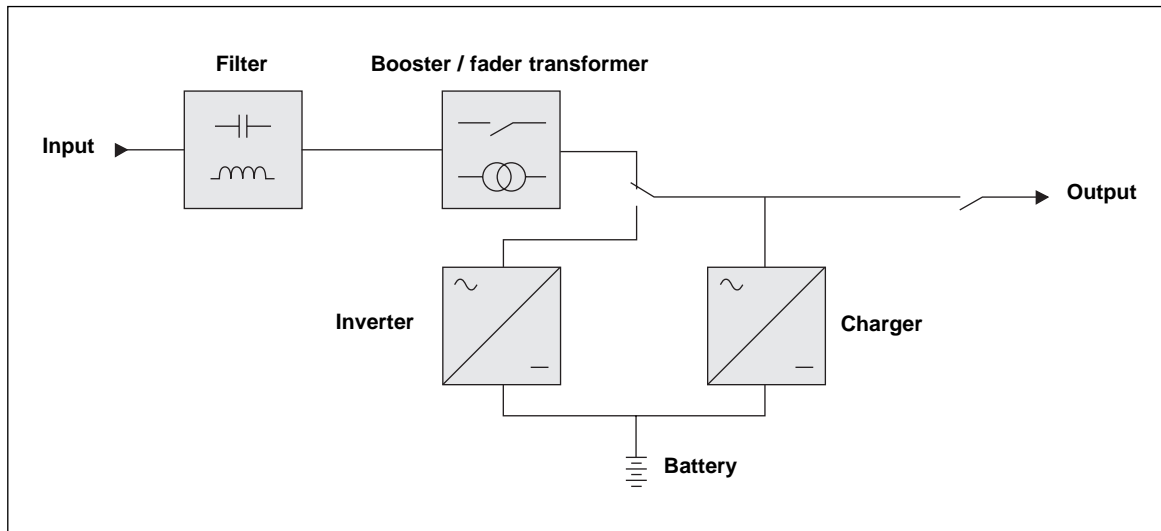 Filter
Booster / fader transformer
Input
Output
Inverter
Charger
Battery